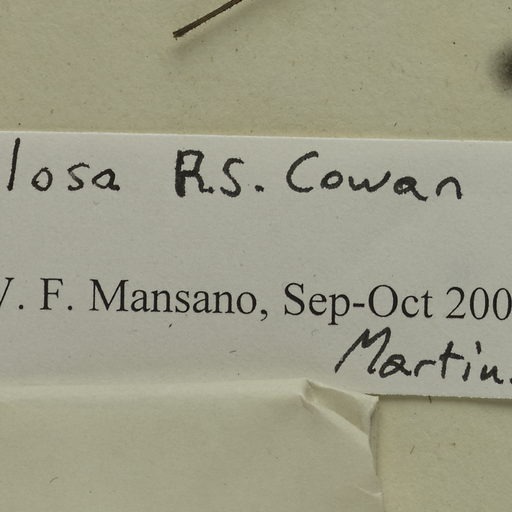 losa R.S. Cowan
V. F. Mansano, Sep-Oct 200
Martin.